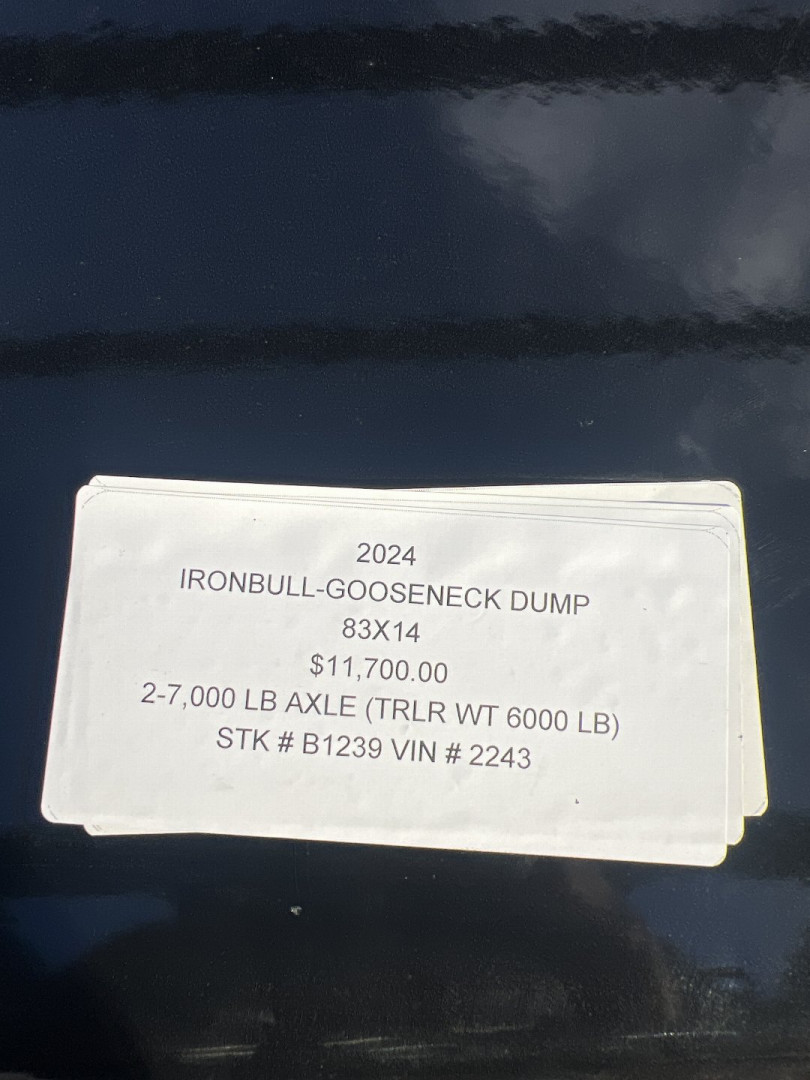 2024
IRONBULL-GOOSENECK DUMP
83X14
$11,700.00
2-7,000 LB AXLE (TRLR WT 6000 LB)
STK # B1239 VIN # 2243